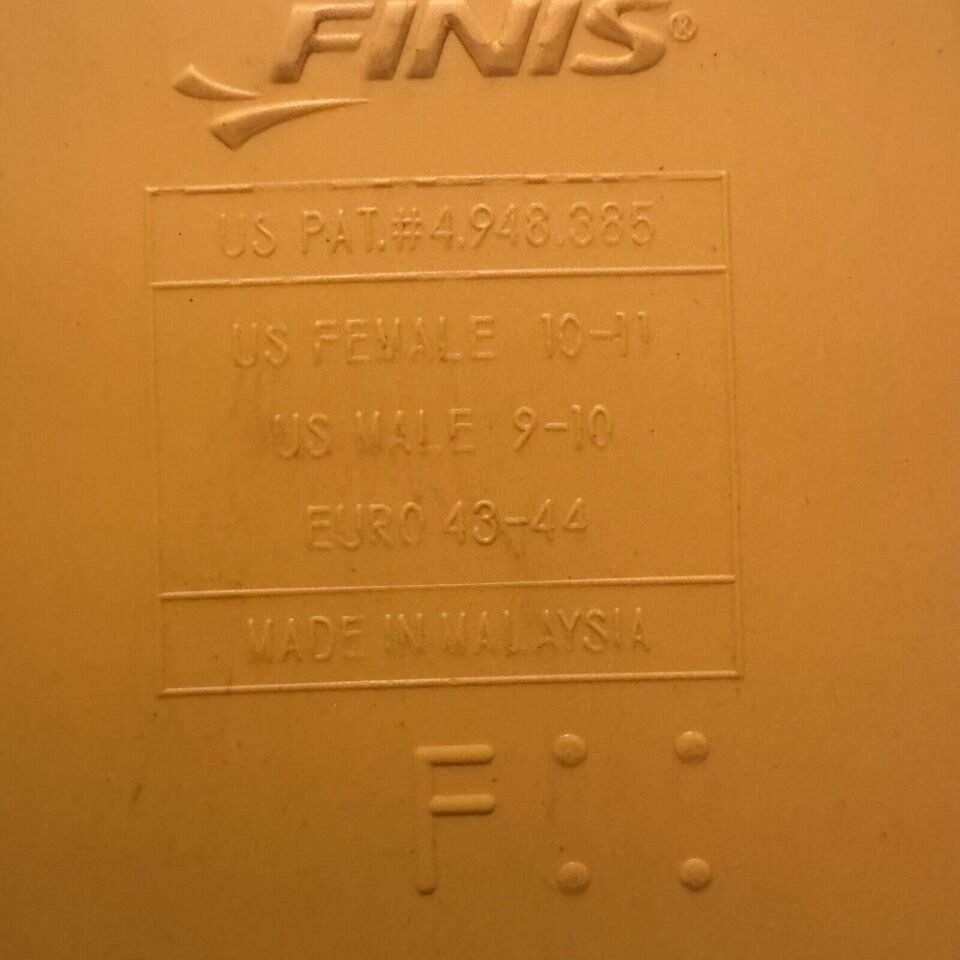 FINIS®
US PAT.#4.948.385
US FEMALE 10-11
US MALE 9-10
EURO 43-44
MADE IN MALAYSIA
F